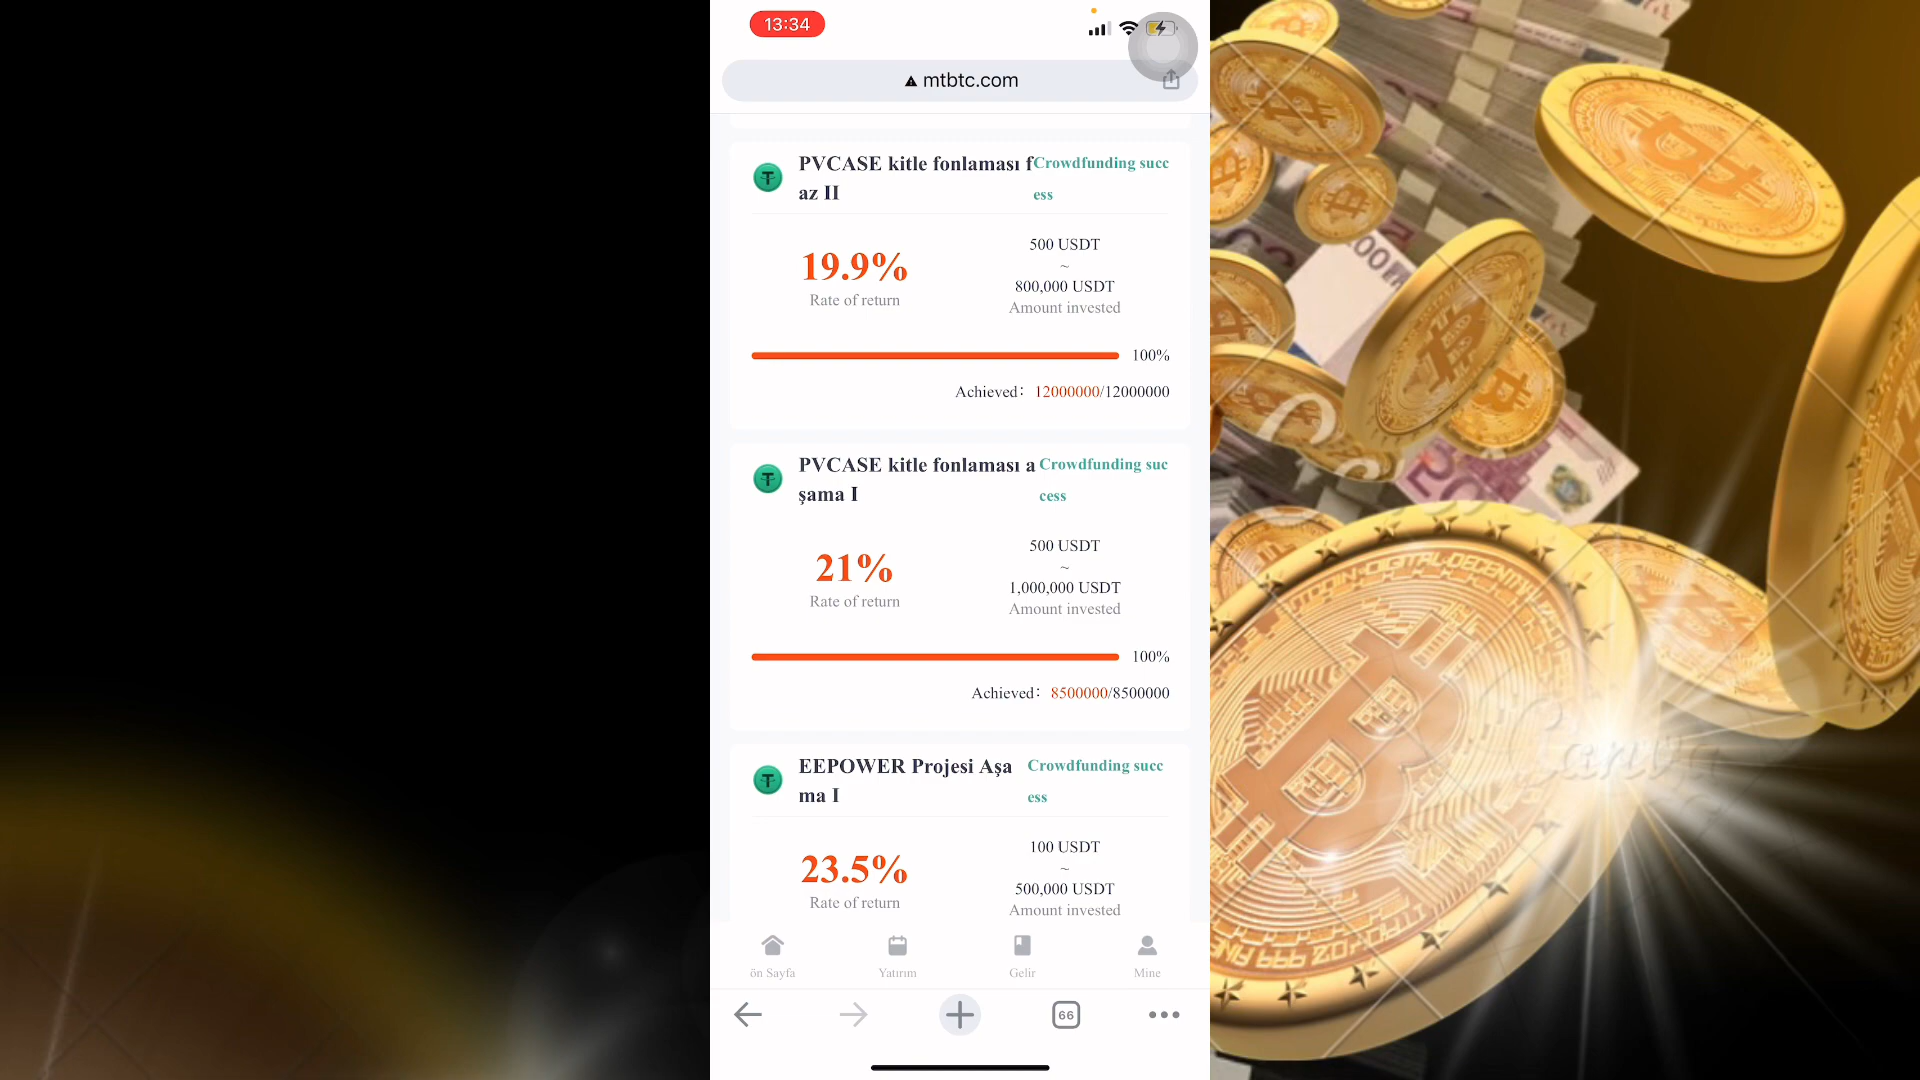 13:34
mtbtc.com
PVCASE kitle fonlaması f
az II
Crowdfunding succ
ess
19.9%
Rate of return
500 USDT
~
800,000 USDT
Amount invested
100%
Achieved: 12000000/12000000
PVCASE kitle fonlaması a
şama I
Crowdfunding suc
cess
21%
Rate of return
500 USDT
~
1,000,000 USDT
Amount invested
100%
Achieved: 8500000/8500000
EEPOWER Projesi Aşa
ma I
Crowdfunding succ
ess
23.5%
Rate of return
100 USDT
~
500,000 USDT
Amount invested
ön Sayfa
Yatırım
Gelir
Mine
66
Canva